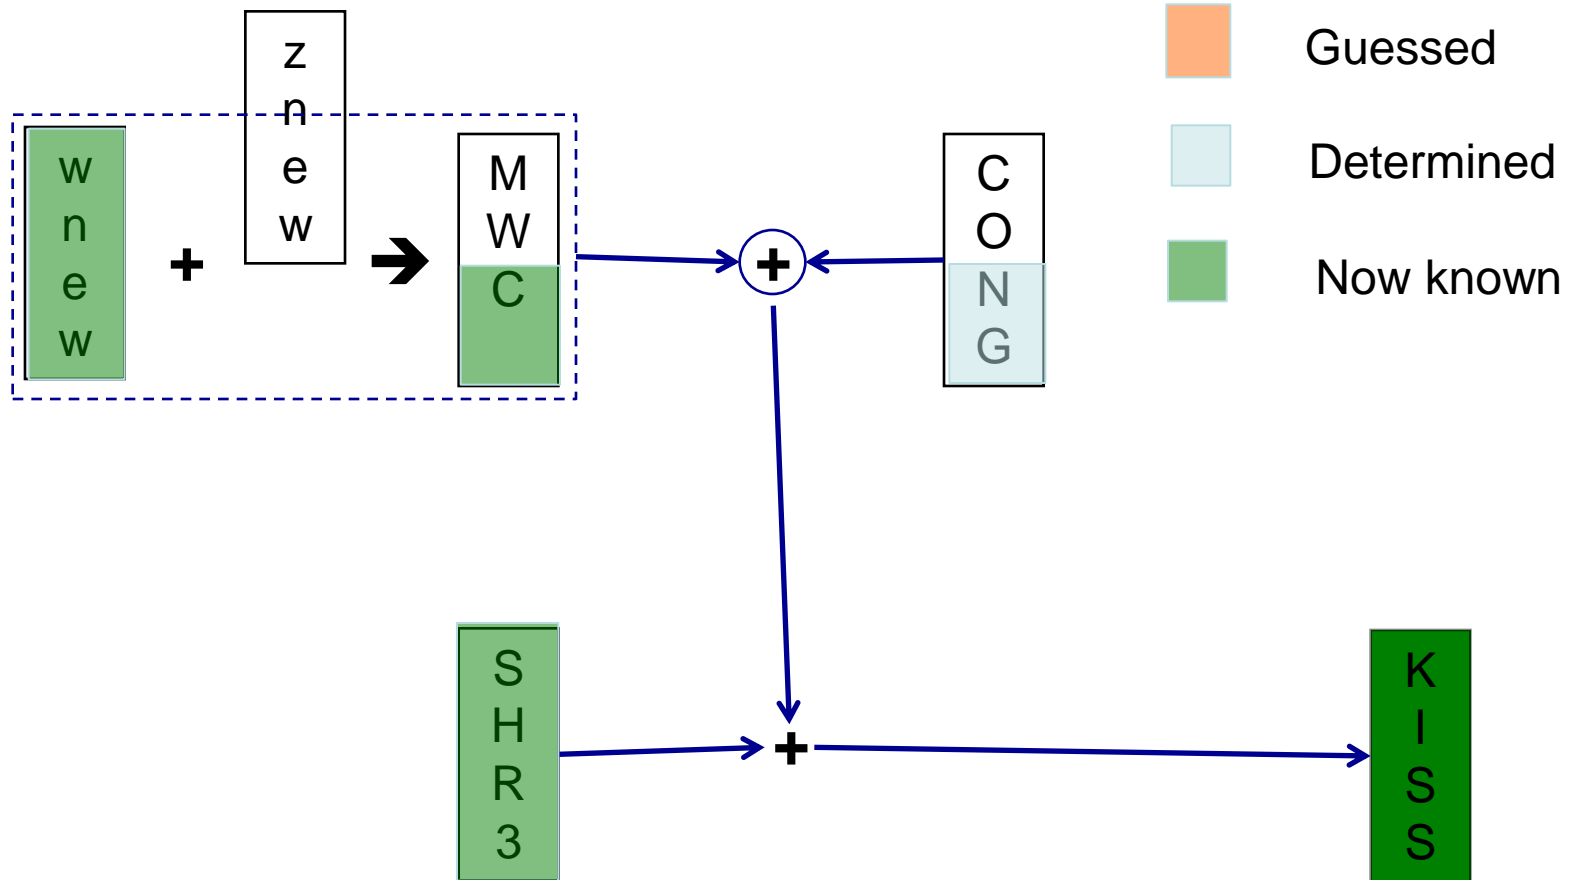 z
n
e
w
Guessed
w
n
e
w
+
➔
M
W
C
+
C
O
N
G
Determined
Now known
S
H
R
3
+
K
I
S
S